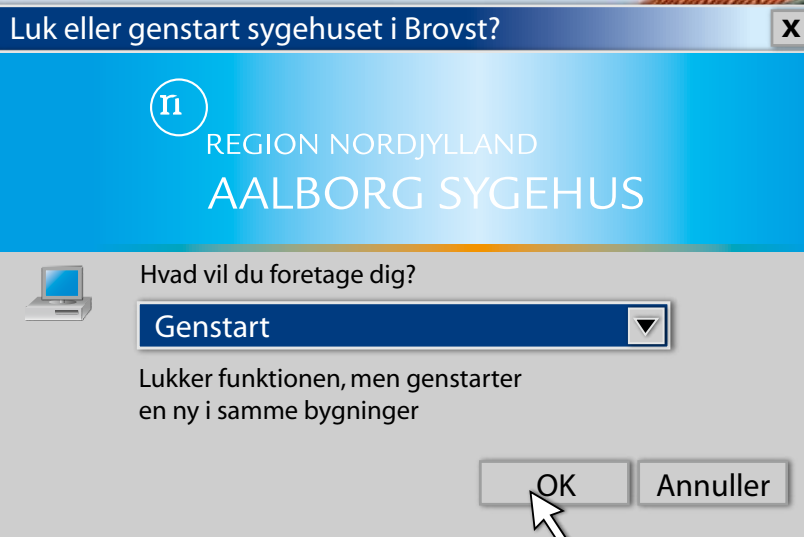 Luk eller genstart sygehuset i Brovst?
x
n
REGION NORDJYLLAND
AALBORG SYGEHUS
Hvad vil du foretage dig?
Genstart
Lukker funktionen, men genstarter
en ny i samme bygninger
OK
Annuller